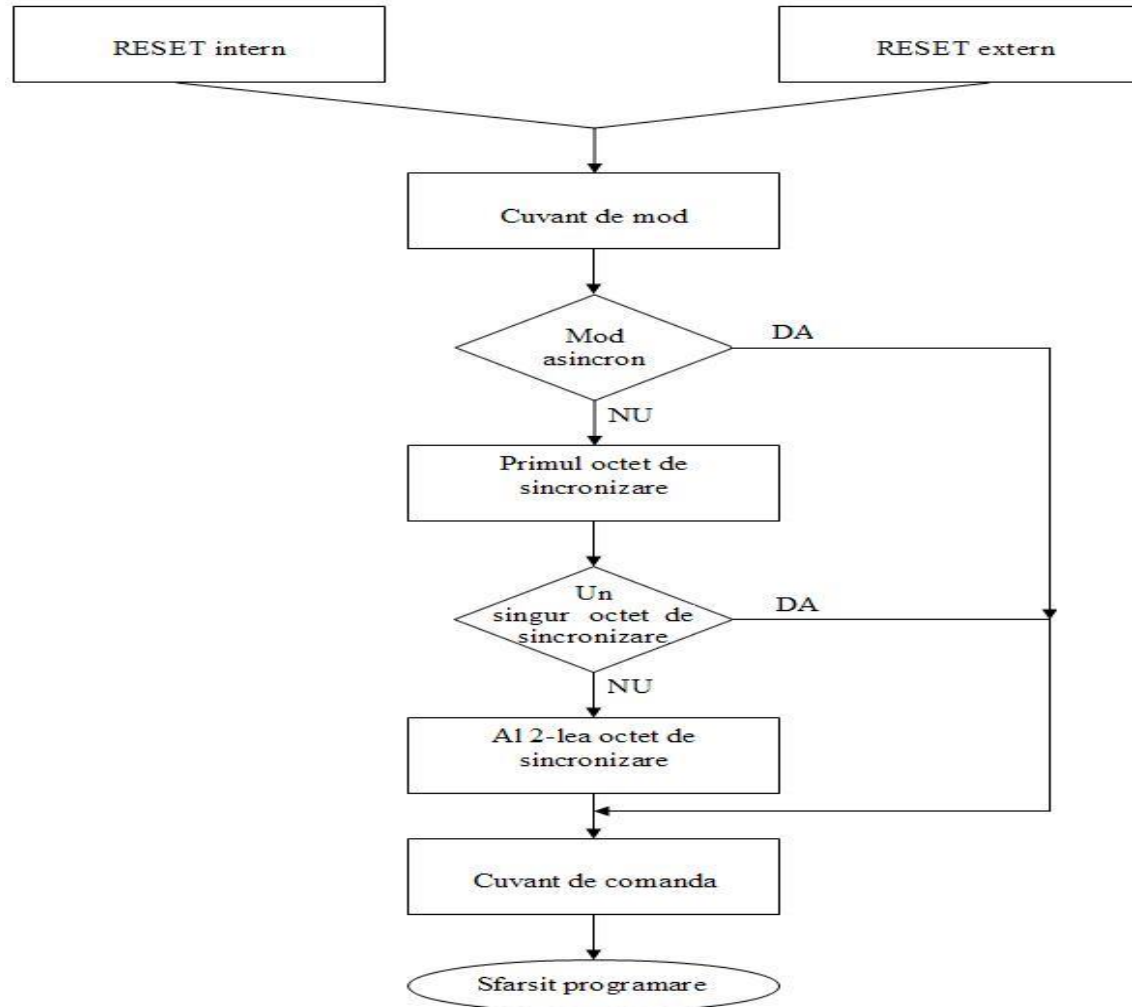 RESET intern
RESET extern
Cuvant de mod
Mod
asincron
DA
NU
Primul octet de
sincronizare
Un
singur octet de
sincronizare
DA
NU
Al 2-lea octet de
sincronizare
Cuvant de comanda
Sfarsit programare